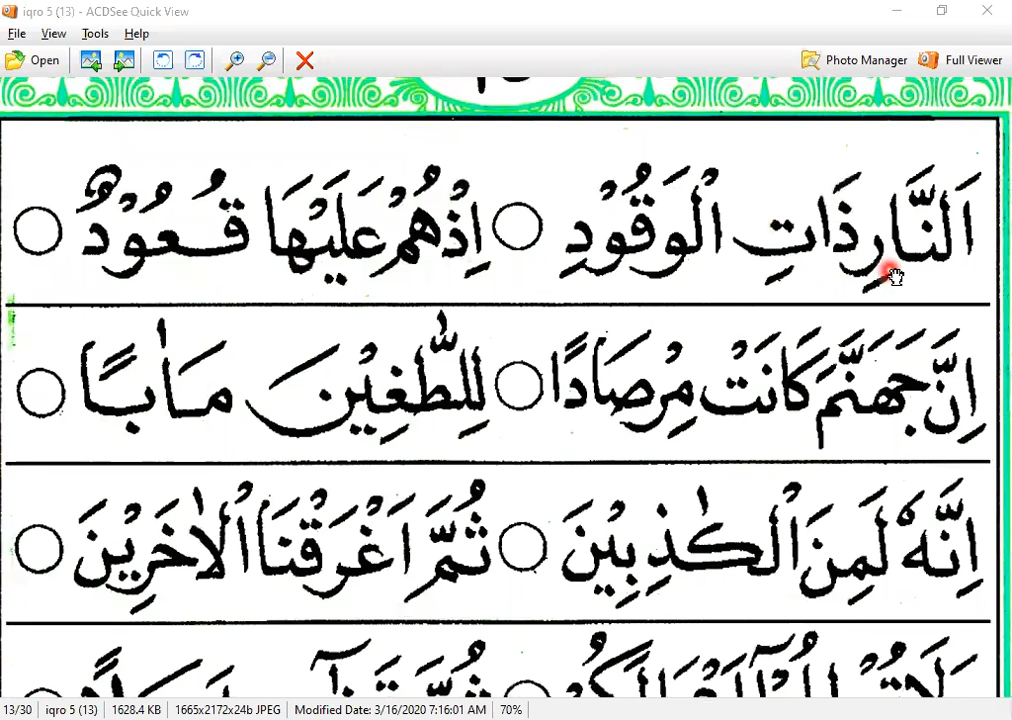 iqro 5 (13) - ACDSee Quick View
File View Tools Help
Open Photo Manager Full Viewer
اَلنَّارِ ذَاتِ الْوَقُوْدِ ○ اِذْهُمْ عَلَيْهَا قُعُوْدٌ ○
اِنَّ جَهَنَّمَ كَانَتْ مِرْصَادًا ○ لِلطّٰغِيْنَ مَاٰبًا ○
اِنَّهٗ لَمِنَ الْكٰذِبِيْنَ ○ ثُمَّ اَغْرَقْنَا الْاٰخَرِيْنَ ○
13/30 iqro 5 (13) 1628.4 KB 1665x2172x24b JPEG Modified Date: 3/16/2020 7:16:01 AM 70%